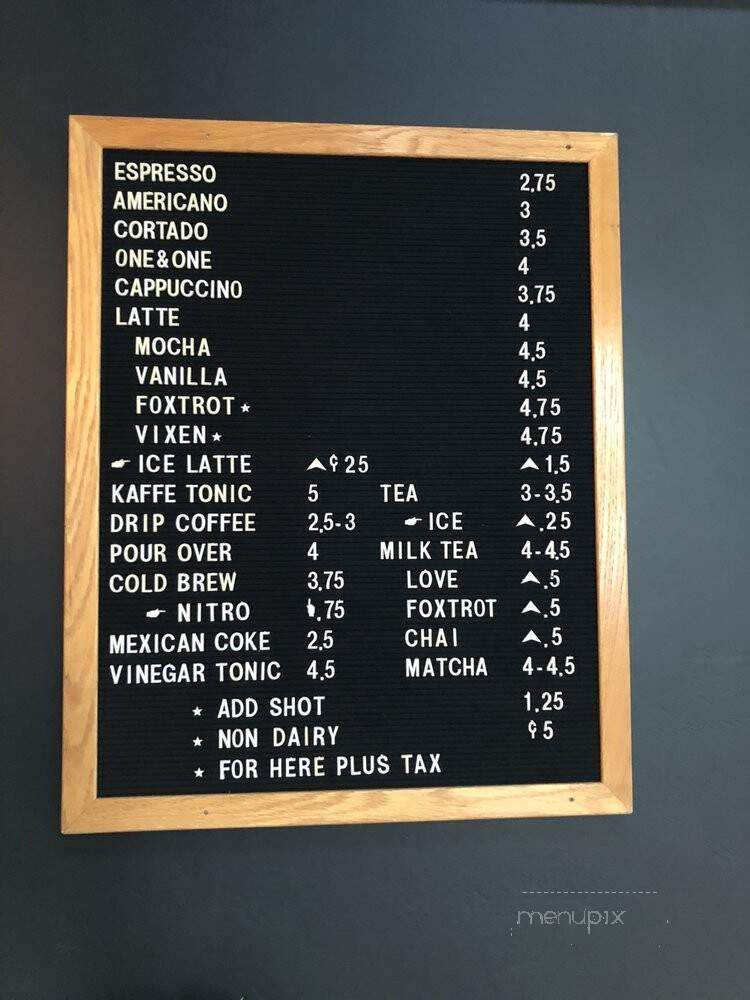 ESPRESSO 2.75
AMERICANO 3
CORTADO 3.5
ONE&ONE 4
CAPPUCCINO 3.75
LATTE 4
MOCHA 4.5
VANILLA 4.5
FOXTROT★ 4.75
VIXEN★ 4.75
☛ ICE LATTE ⮝¢25 ⮝1.5
KAFFE TONIC 5 TEA 3-3.5
DRIP COFFEE 2.5-3 ☛ ICE ⮝.25
POUR OVER 4 MILK TEA 4-4.5
COLD BREW 3.75 LOVE ⮝.5
☛ NITRO ☝.75 FOXTROT ⮝.5
MEXICAN COKE 2.5 CHAI ⮝.5
VINEGAR TONIC 4.5 MATCHA 4-4.5
★ ADD SHOT 1.25
★ NON DAIRY ¢5
★ FOR HERE PLUS TAX
menupix